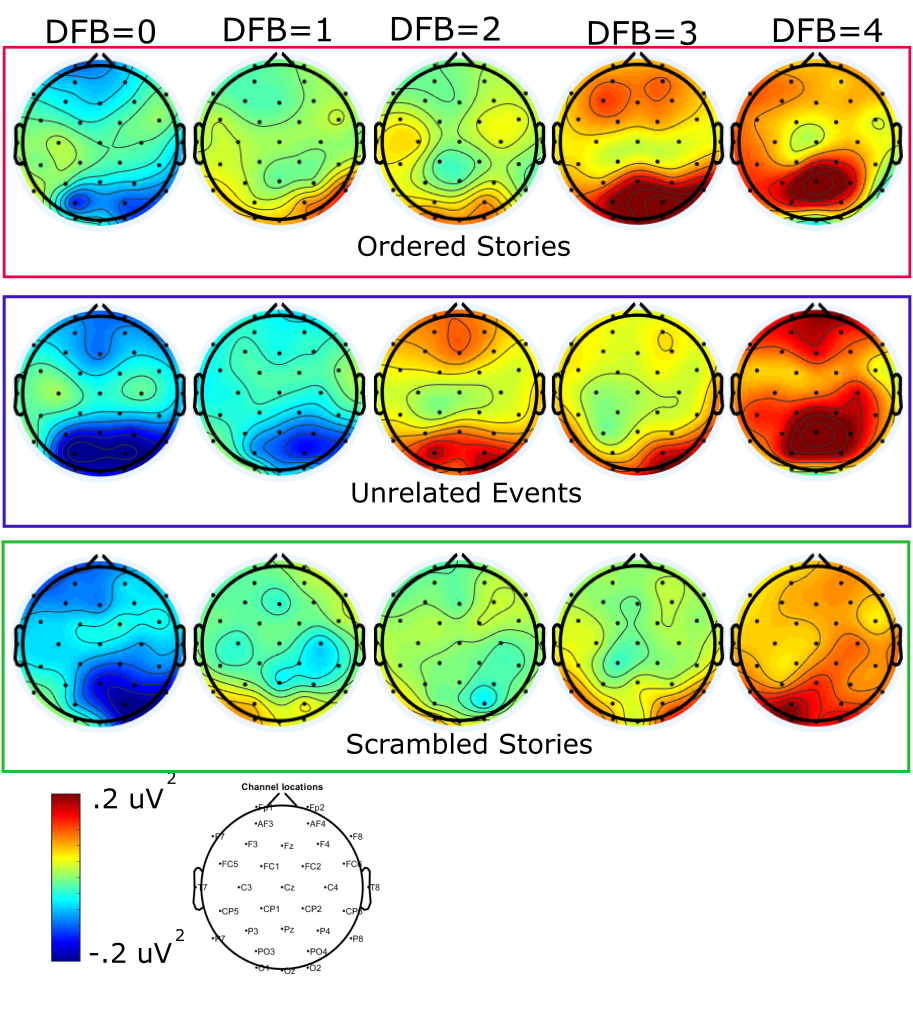 DFB=0 DFB=1 DFB=2 DFB=3 DFB=4
Ordered Stories
Unrelated Events
Scrambled Stories
.2 uV2
-.2 uV2
Channel locations
Fp1 Fp2
AF3 AF4
F7 F8
F3 Fz F4
FC5 FC1 FC2 FC6
T7 C3 Cz C4 T8
CP5 CP1 CP2 CP6
P3 Pz P4
P7 P8
PO3 PO4
O1 Oz O2